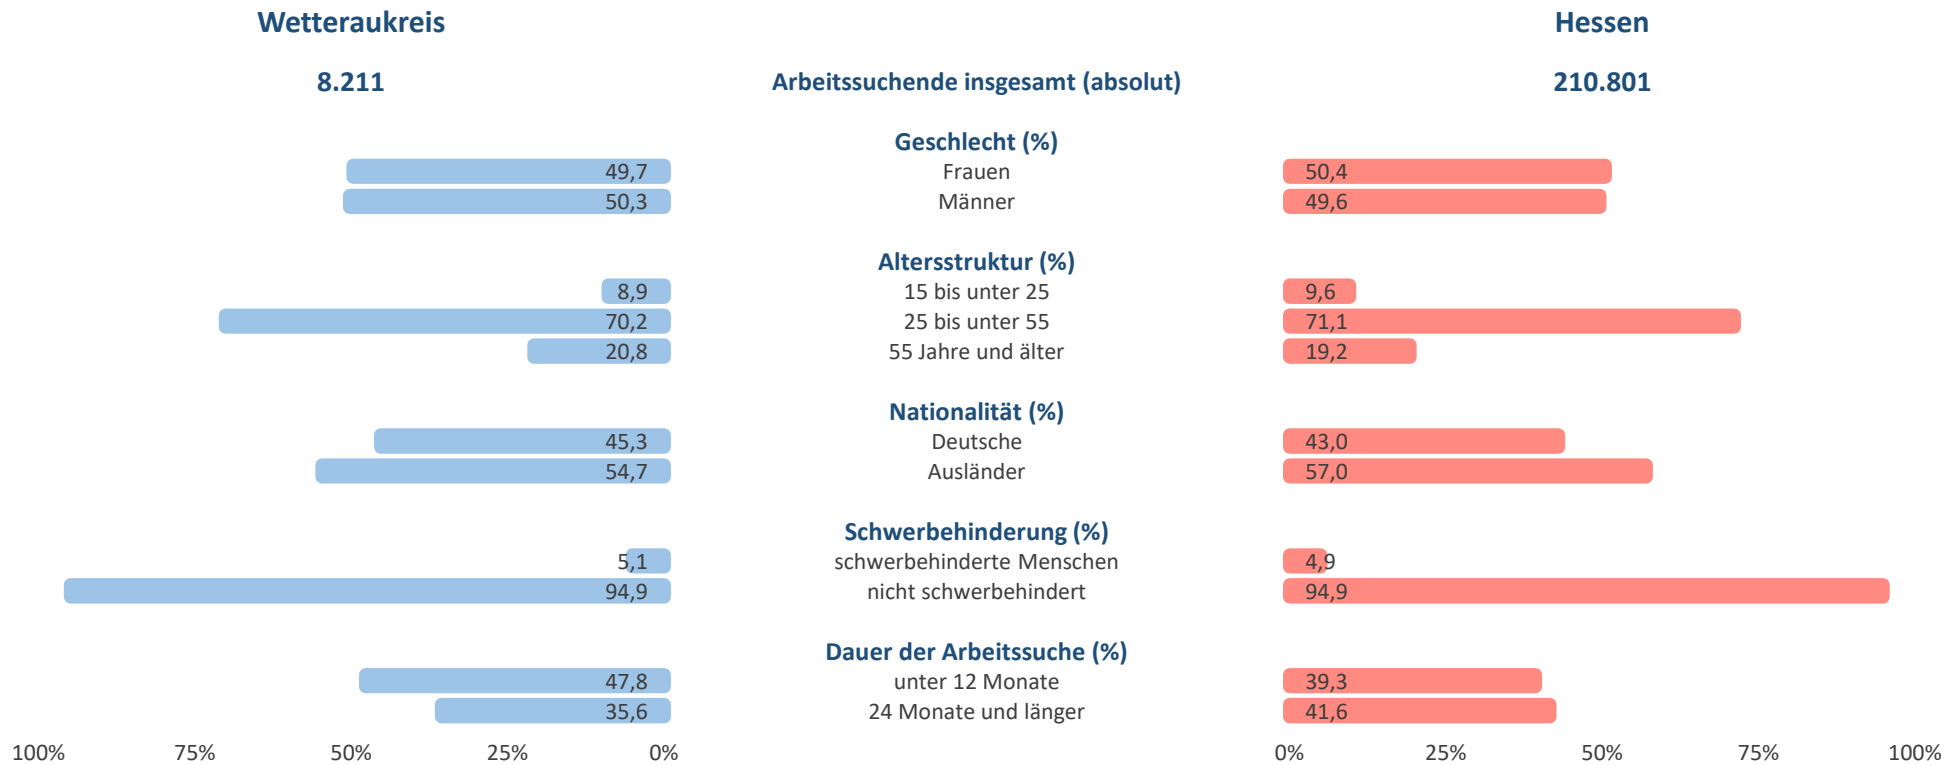 Wetteraukreis Hessen
8.211 Arbeitssuchende insgesamt (absolut) 210.801
Geschlecht (%)
49,7 Frauen 50,4
50,3 Männer 49,6
Altersstruktur (%)
8,9 15 bis unter 25 9,6
70,2 25 bis unter 55 71,1
20,8 55 Jahre und älter 19,2
Nationalität (%)
45,3 Deutsche 43,0
54,7 Ausländer 57,0
Schwerbehinderung (%)
5,1 schwerbehinderte Menschen 4,9
94,9 nicht schwerbehindert 94,9
Dauer der Arbeitssuche (%)
47,8 unter 12 Monate 39,3
35,6 24 Monate und länger 41,6
100% 75% 50% 25% 0% 0% 25% 50% 75% 100%